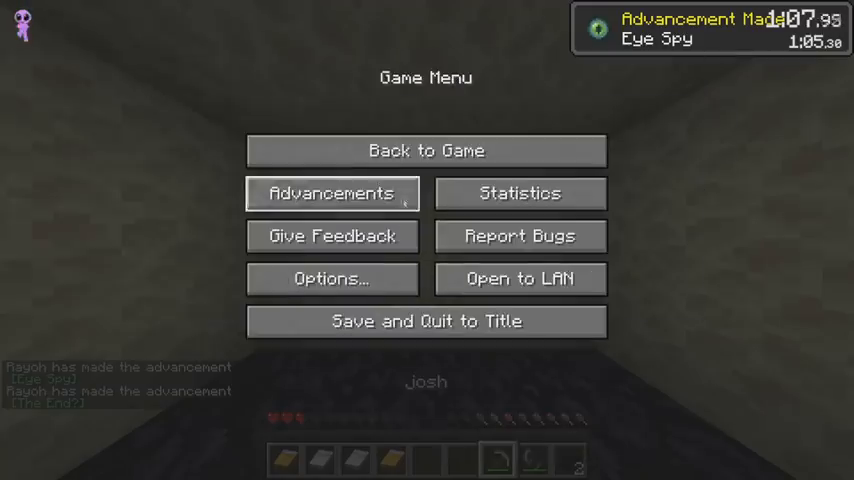 Advancement Made
1:07.95
Eye Spy
1:05.30
Game Menu
Back to Game
Advancements
Statistics
Give Feedback
Report Bugs
Options...
Open to LAN
Save and Quit to Title
Rayoh has made the advancement
[Eye Spy]
Rayoh has made the advancement
[The End?]
josh
2